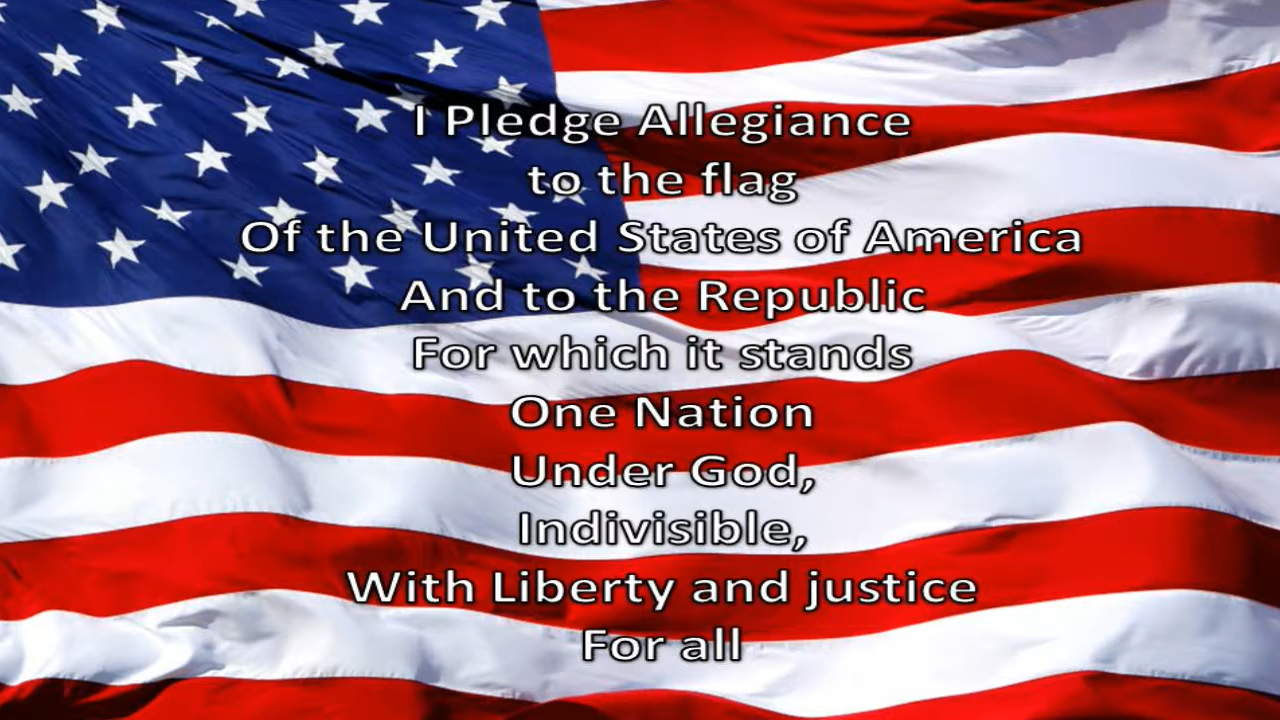 I Pledge Allegiance
to the flag
Of the United States of America
And to the Republic
For which it stands
One Nation
Under God,
Indivisible,
With Liberty and justice
For all